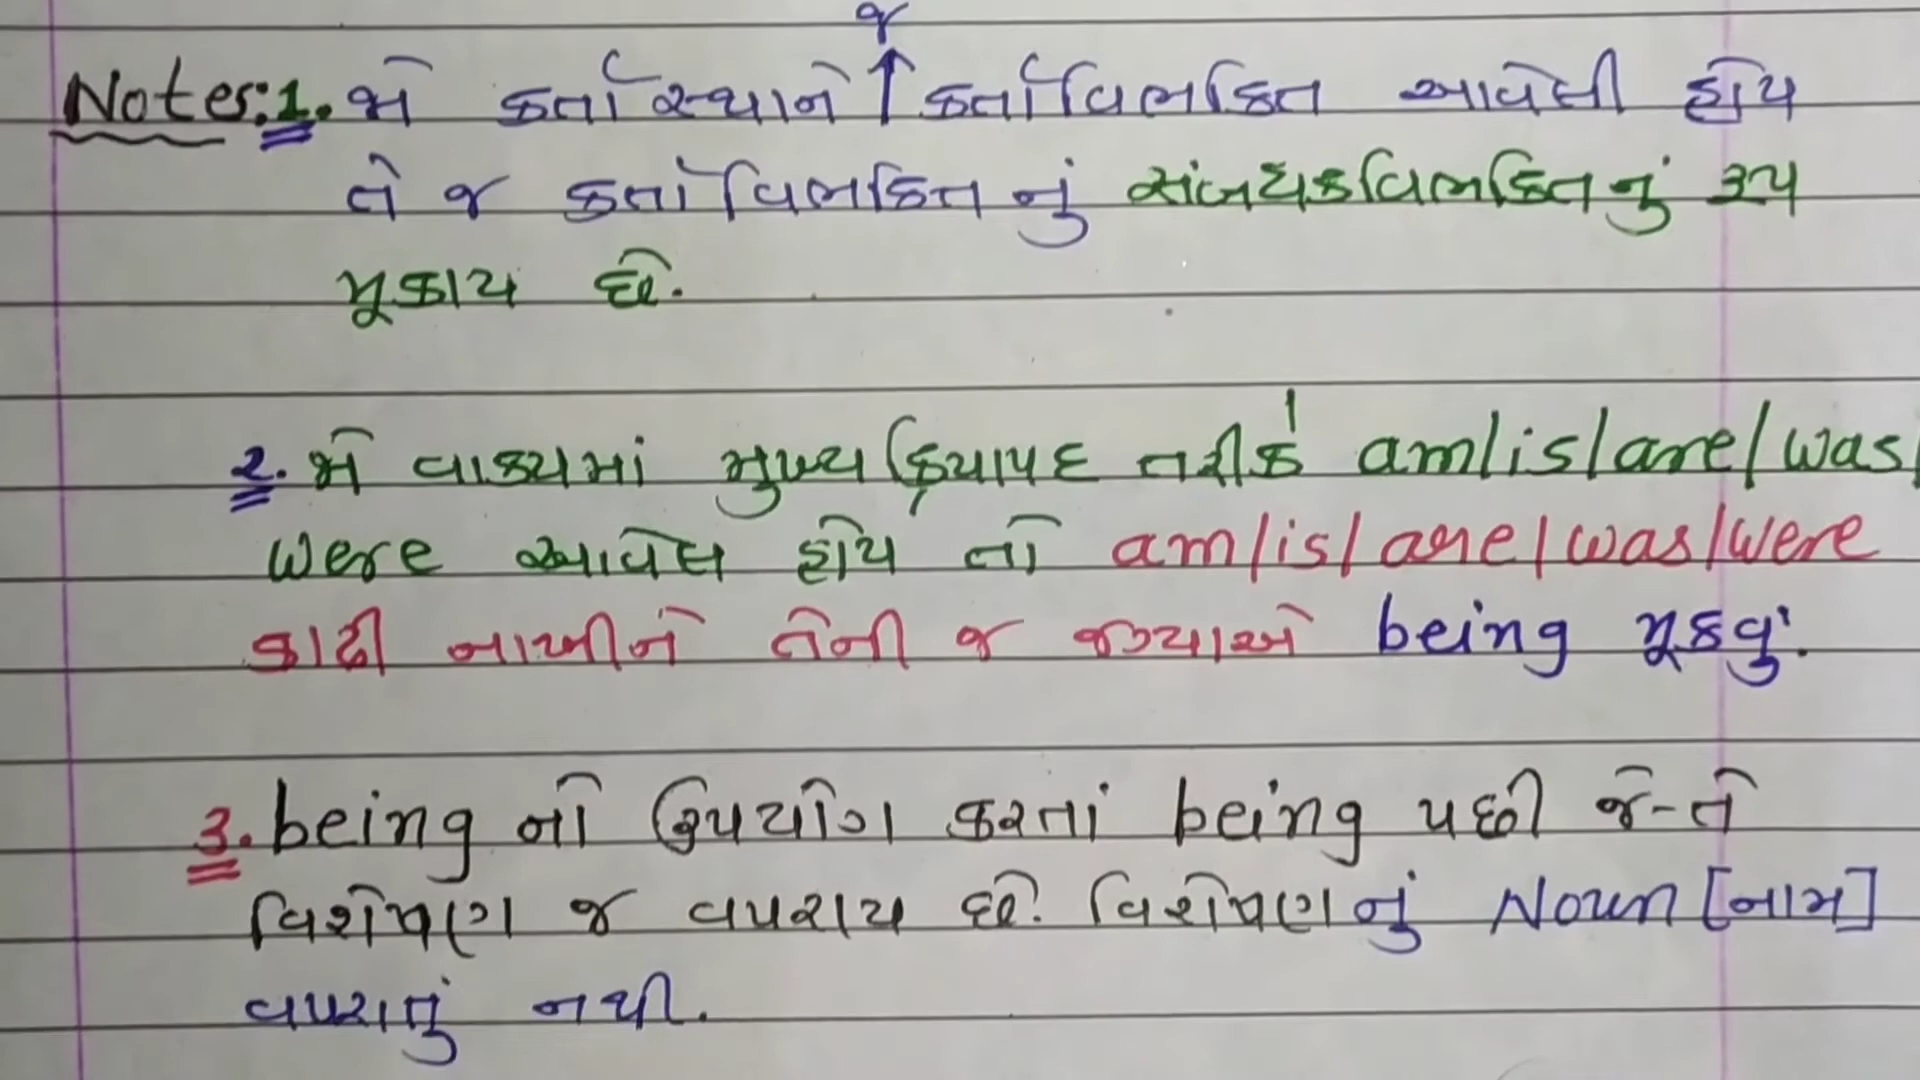 Notes:1. જો કર્તાસ્થાને જ કર્તાવિભક્તિ આવેલી હોય
તે જ કર્તાવિભક્તિનું સંબધકવિભક્તિનું રૂપ
મૂકાય છે.
2. જો વાક્યમાં મુખ્ય ક્રિયાપદ તરીકે am/is/are/was/
were આવેલ હોય તો am/is/are/was/were
કાઢી નાખીને તેની જ જગ્યાએ being મૂકવું.
3. being નો ઉપયોગ કરતાં being પછી જે-તે
વિશેષણ જ વપરાય છે. વિશેષણનું Noun [નામ]
વપરાતું નથી.